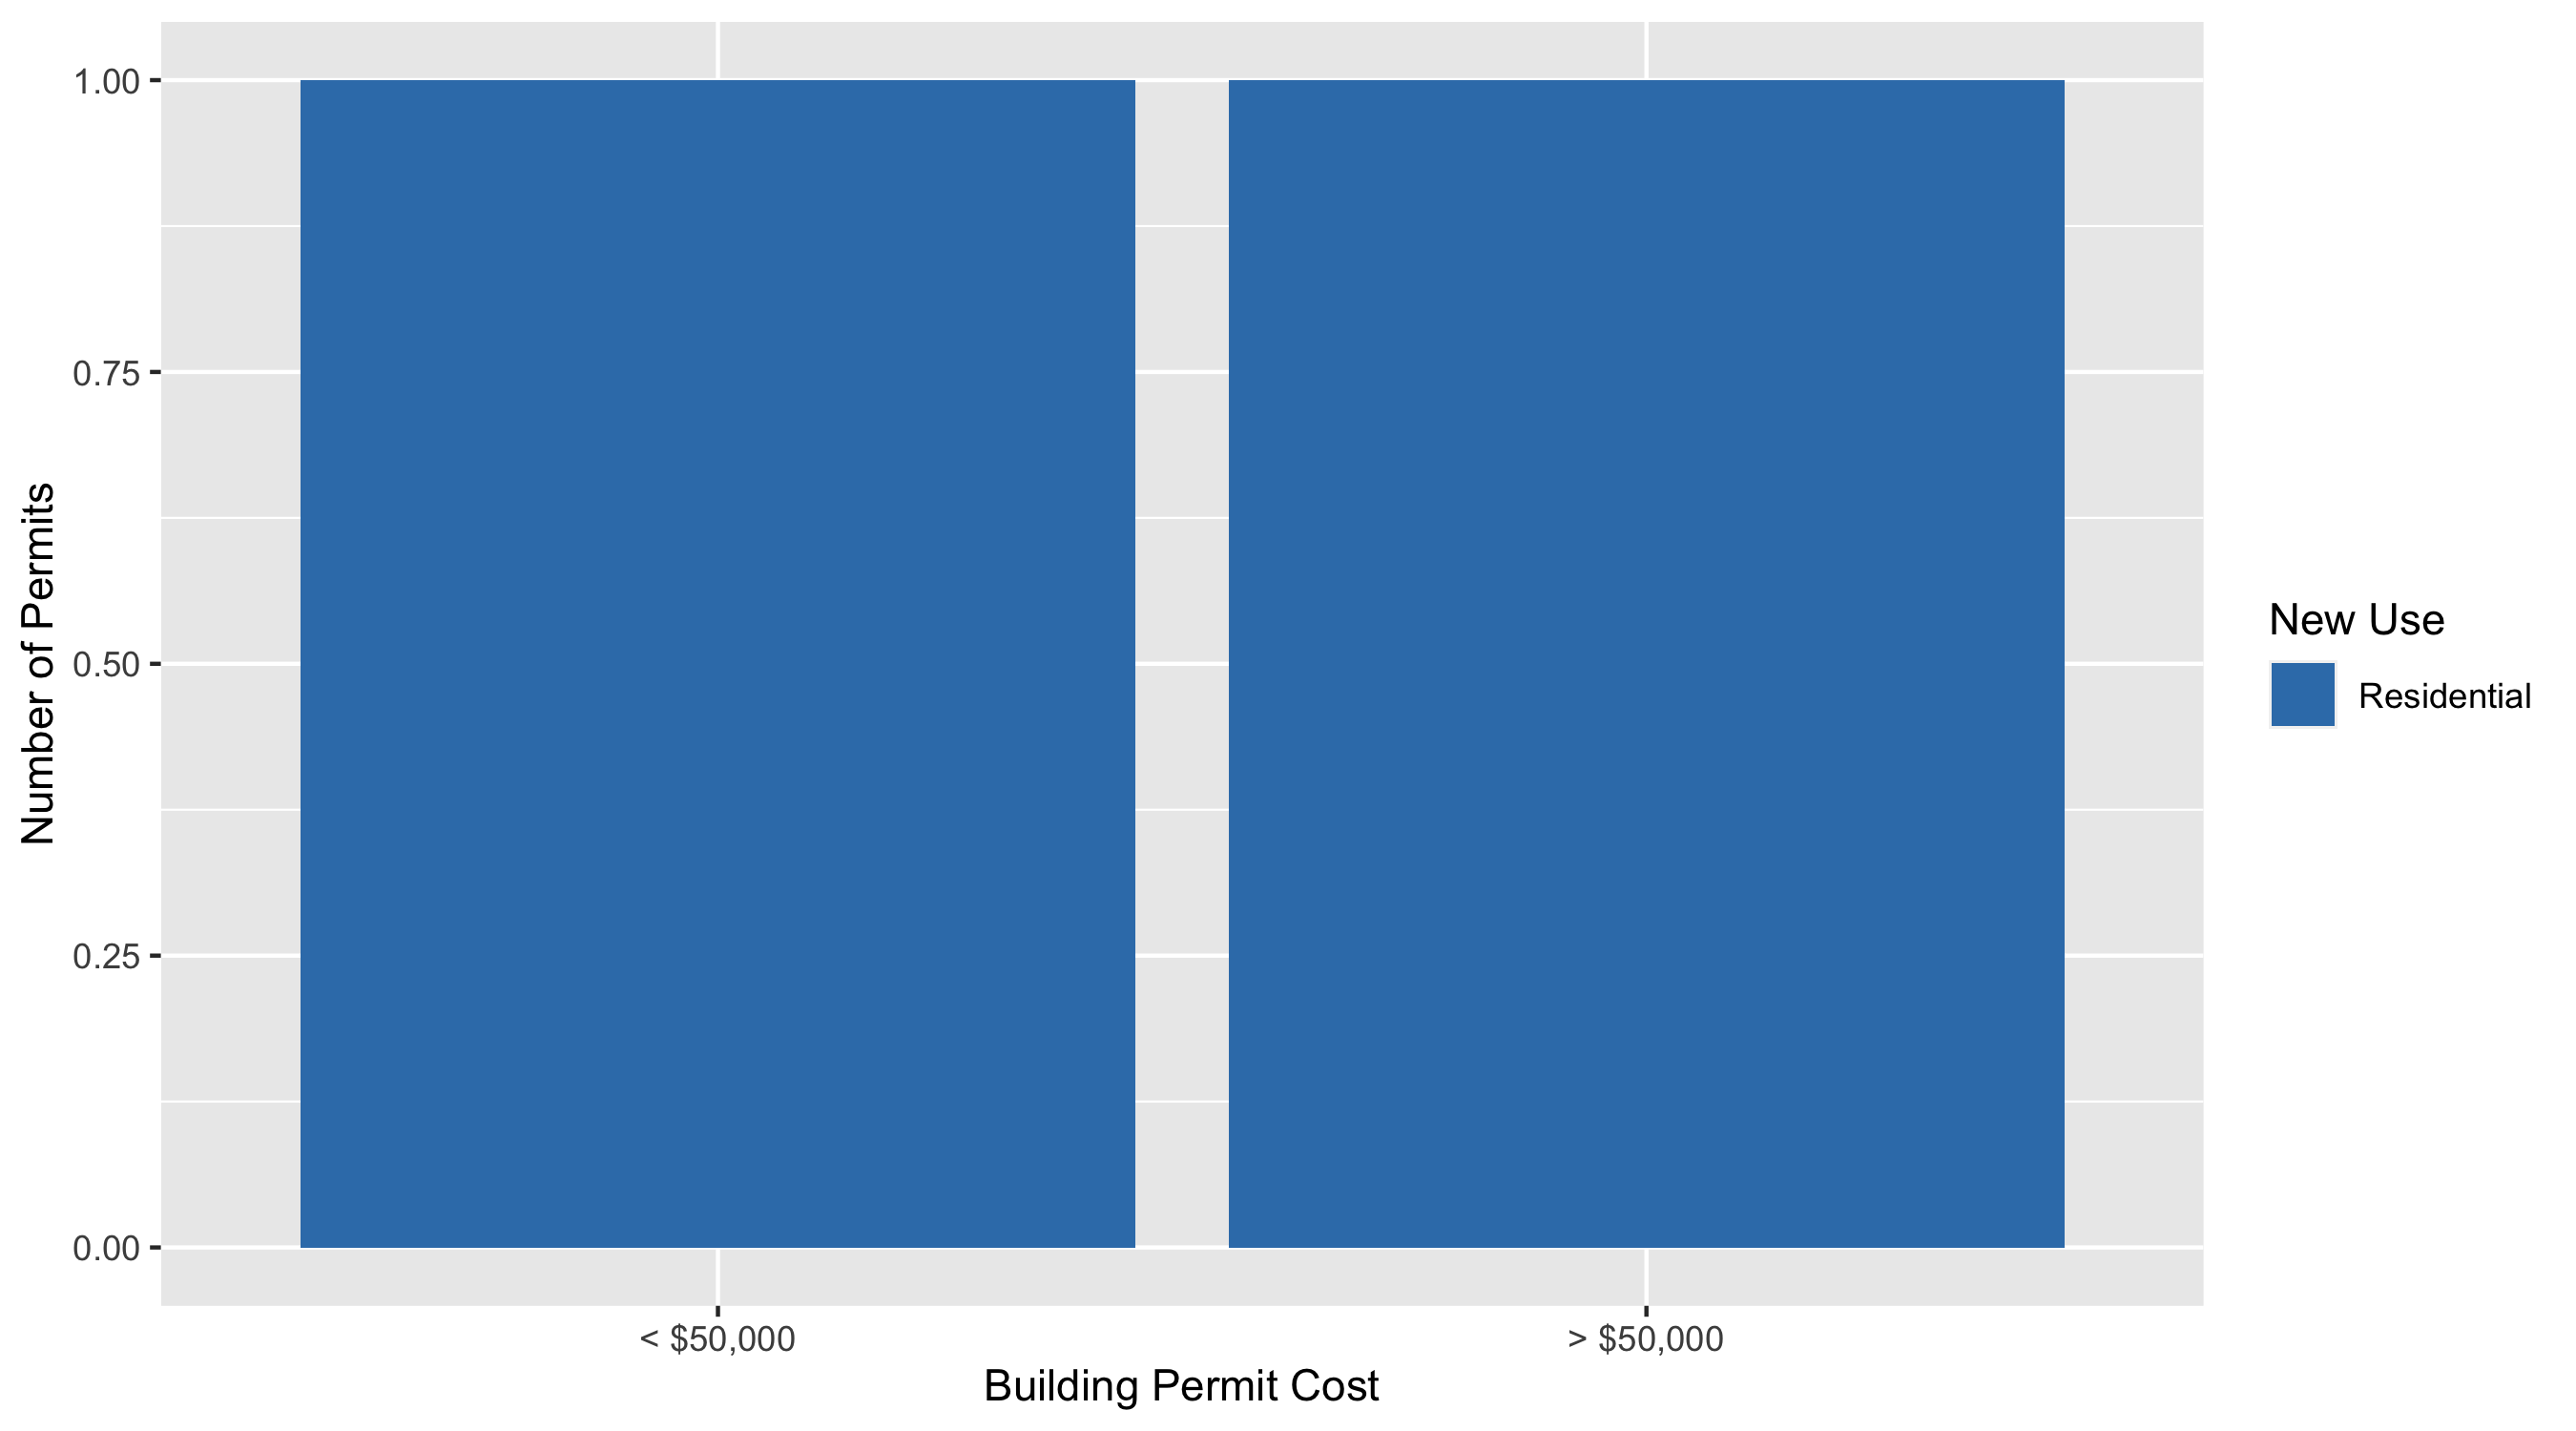 1.00
0.75
0.50
0.25
0.00
Number of Permits
< $50,000
> $50,000
Building Permit Cost
New Use
Residential